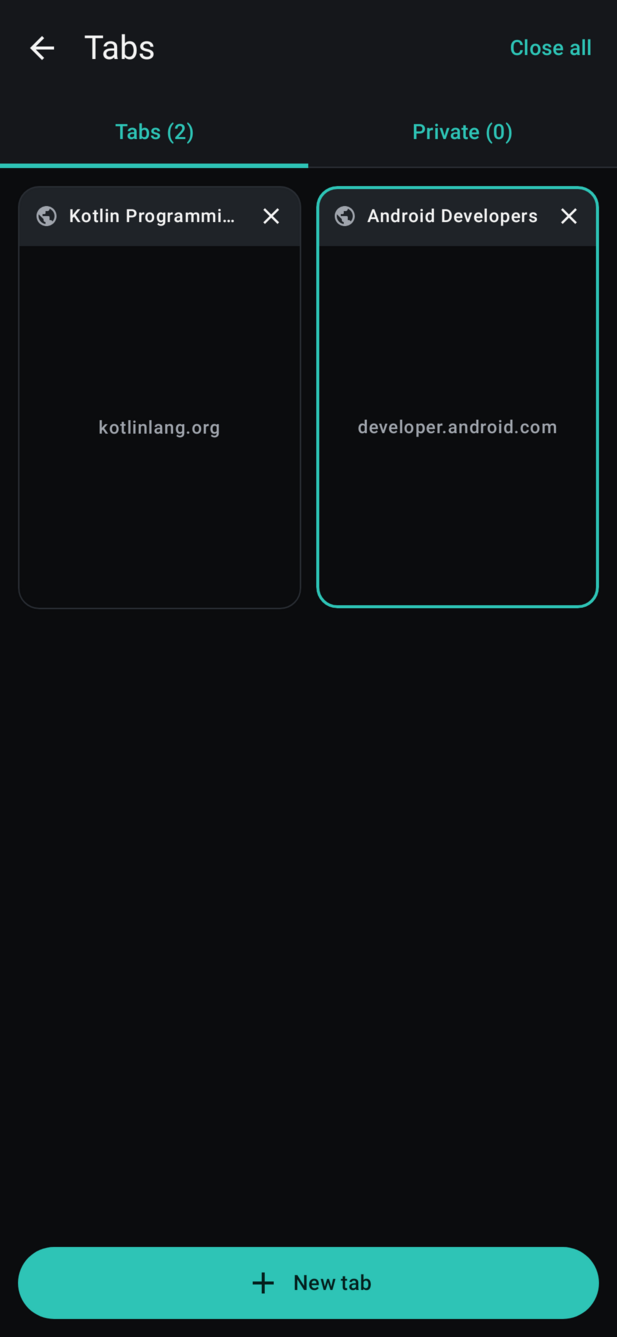 Tabs
Close all
Tabs (2)
Private (0)
Kotlin Programmi…
Android Developers
kotlinlang.org
developer.android.com
New tab